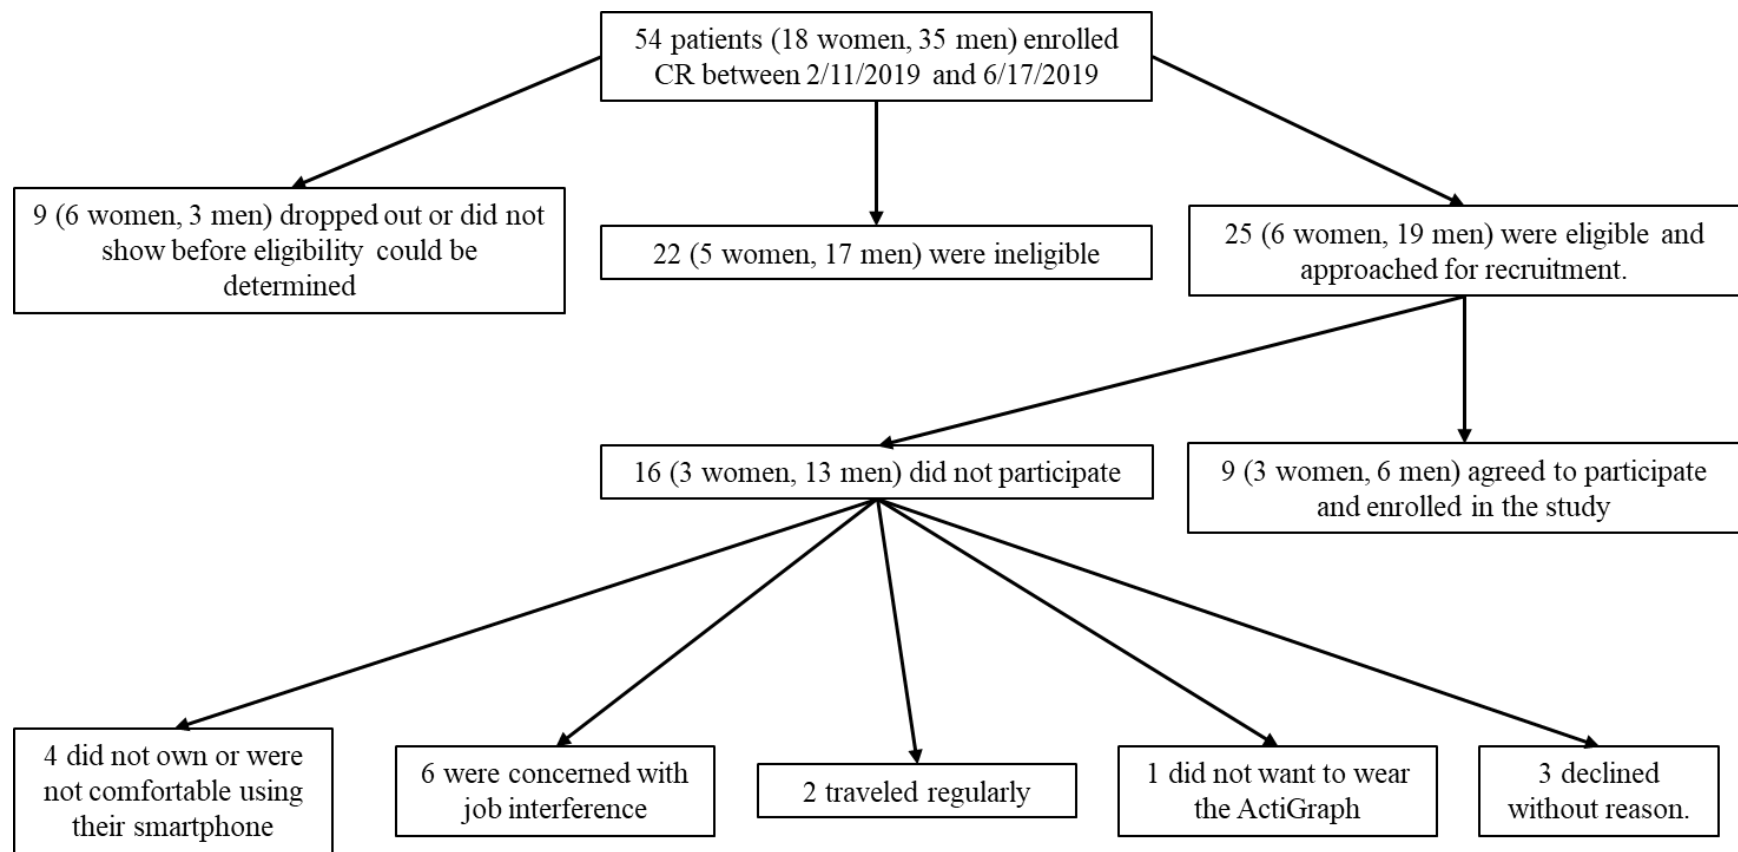 54 patients (18 women, 35 men) enrolled
CR between 2/11/2019 and 6/17/2019
9 (6 women, 3 men) dropped out or did not
show before eligibility could be
determined
22 (5 women, 17 men) were ineligible
25 (6 women, 19 men) were eligible and
approached for recruitment.
16 (3 women, 13 men) did not participate
9 (3 women, 6 men) agreed to participate
and enrolled in the study
4 did not own or were
not comfortable using
their smartphone
6 were concerned with
job interference
2 traveled regularly
1 did not want to wear
the ActiGraph
3 declined
without reason.